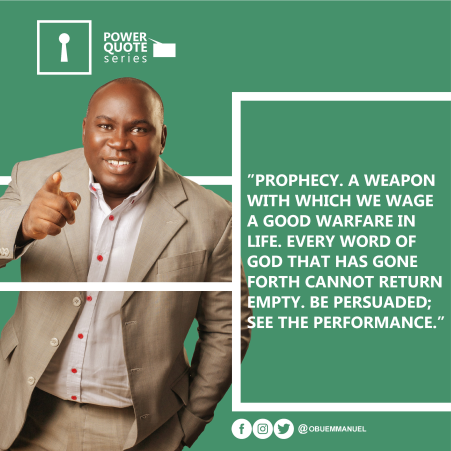 POWER
QUOTE
series
"PROPHECY. A WEAPON
WITH WHICH WE WAGE
A GOOD WARFARE IN
LIFE. EVERY WORD OF
GOD THAT HAS GONE
FORTH CANNOT RETURN
EMPTY. BE PERSUADED;
SEE THE PERFORMANCE."
@OBUEMMANUEL